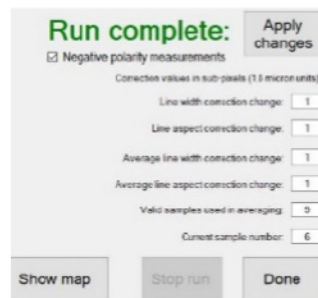 Run complete:
Apply
changes
Negative polarity measurements
Correction values in sub-pixels (1.0 micron units)
Line width correction change: 1
Line aspect correction change: 1
Average line width correction change: 1
Average line aspect correction change: 1
Valid samples used in averaging: 5
Current sample number: 6
Show map
Stop run
Done